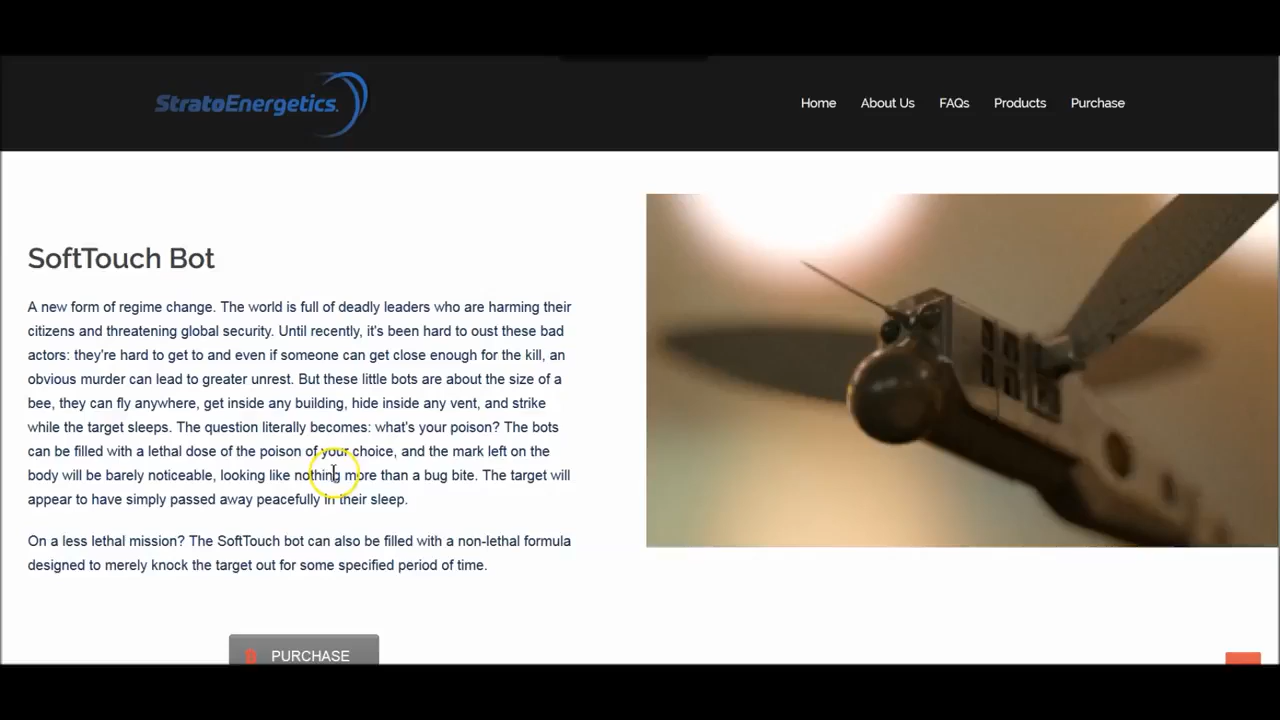 StratoEnergetics.
Home About Us FAQs Products Purchase
SoftTouch Bot
A new form of regime change. The world is full of deadly leaders who are harming their
citizens and threatening global security. Until recently, it's been hard to oust these bad
actors: they're hard to get to and even if someone can get close enough for the kill, an
obvious murder can lead to greater unrest. But these little bots are about the size of a
bee, they can fly anywhere, get inside any building, hide inside any vent, and strike
while the target sleeps. The question literally becomes: what's your poison? The bots
can be filled with a lethal dose of the poison of your choice, and the mark left on the
body will be barely noticeable, looking like nothing more than a bug bite. The target will
appear to have simply passed away peacefully in their sleep.
On a less lethal mission? The SoftTouch bot can also be filled with a non-lethal formula
designed to merely knock the target out for some specified period of time.
PURCHASE